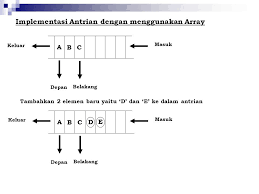 Implementasi Antrian dengan menggunakan Array
Keluar A B C Masuk
Depan Belakang
Tambahkan 2 elemen baru yaitu 'D' dan 'E' ke dalam antrian
Keluar A B C D E Masuk
Depan Belakang